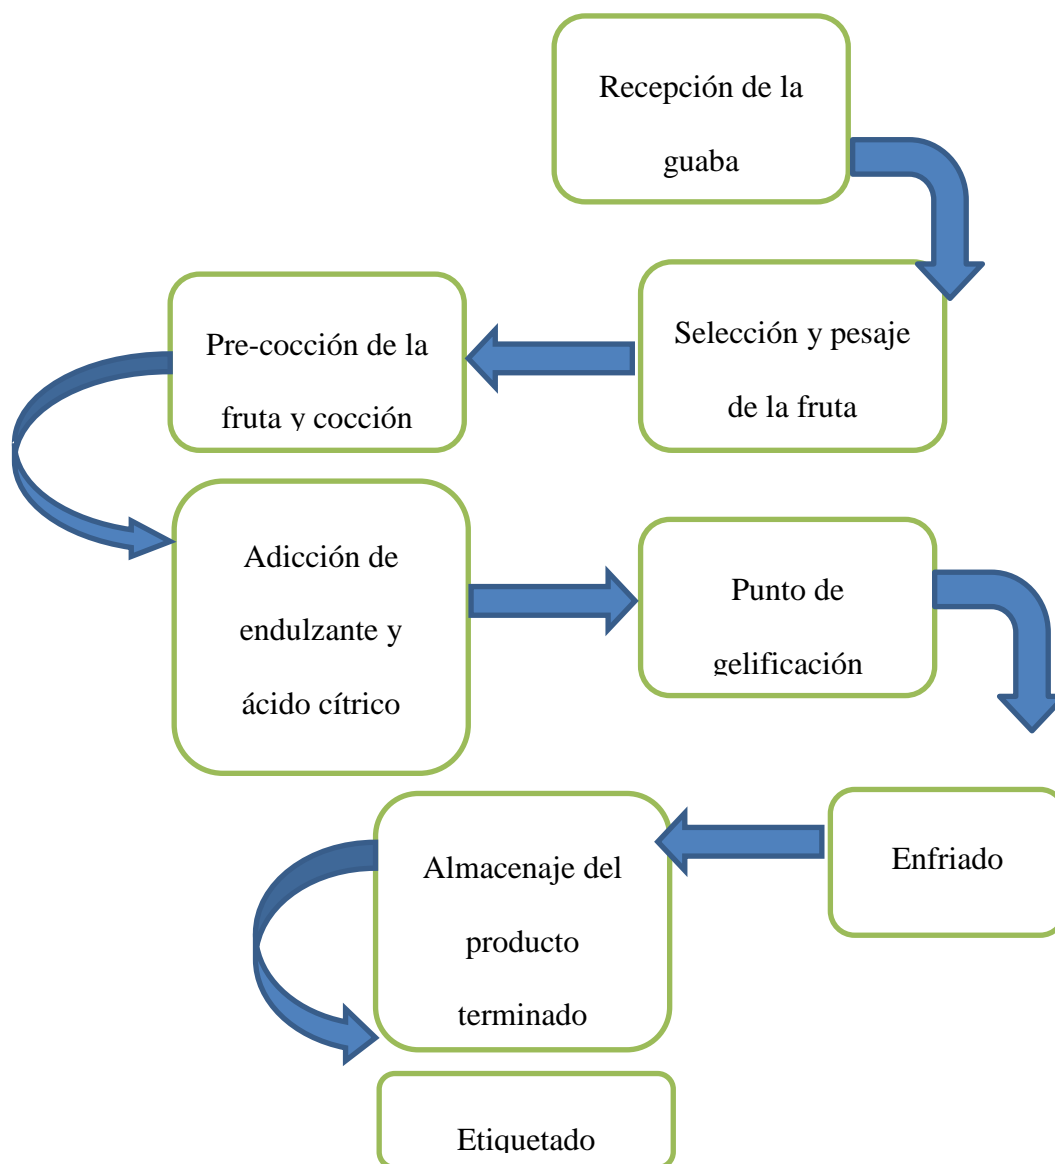 Recepción de la
guaba
Selección y pesaje
de la fruta
Pre-cocción de la
fruta y cocción
Adicción de
endulzante y
ácido cítrico
Punto de
gelificación
Enfriado
Almacenaje del
producto
terminado
Etiquetado